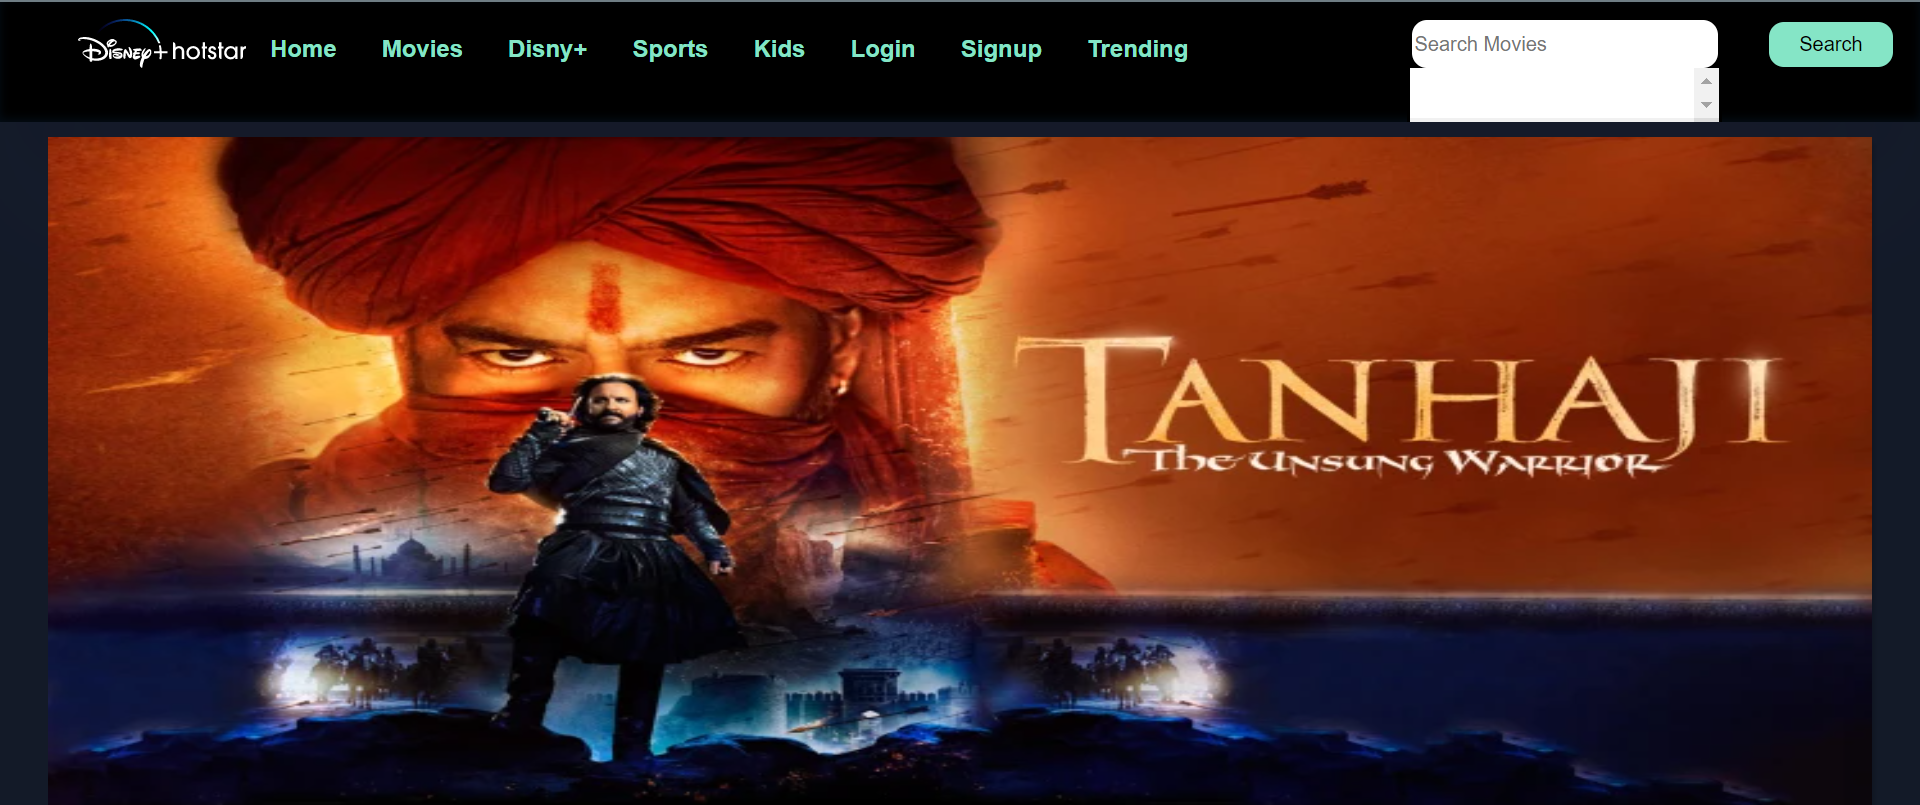 Disney+ hotstar
Home
Movies
Disny+
Sports
Kids
Login
Signup
Trending
Search Movies
Search
TANHAJI
THE UNSUNG WARRIOR